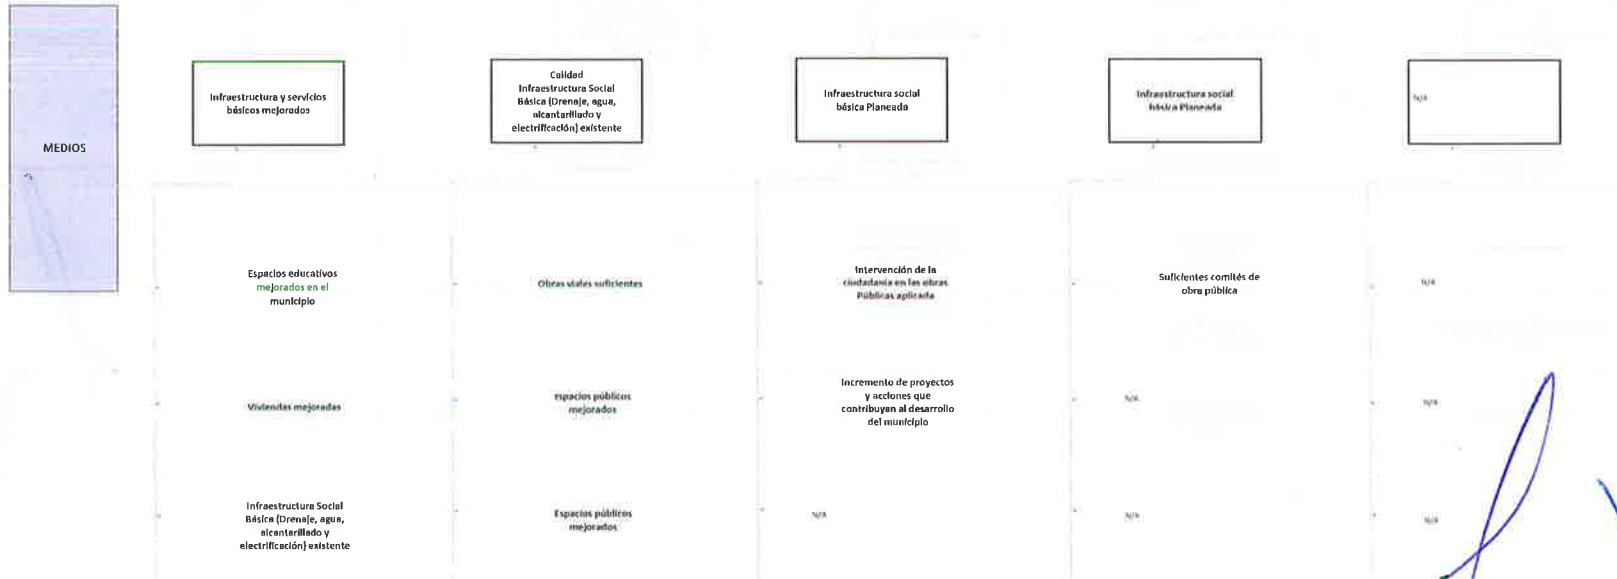 MEDIOS
Infraestructura y servicios
básicos mejorados
Calidad
Infraestructura Social
Básica (Drenaje, agua,
alcantarillado y
electrificación) existente
Infraestructura social
básica Planeada
Infraestructura social
básica Planeada
N/A
Espacios educativos
mejorados en el
municipio
Obras viales suficientes
Intervención de la
ciudadanía en las obras
Públicas aplicada
Suficientes comités de
obra pública
N/A
Viviendas mejoradas
espacios públicos
mejorados
Incremento de proyectos
y acciones que
contribuyan al desarrollo
del municipio
N/A
N/A
Infraestructura Social
Básica (Drenaje, agua,
alcantarillado y
electrificación) existente
Espacios públicos
mejorados
N/A
N/A
N/A